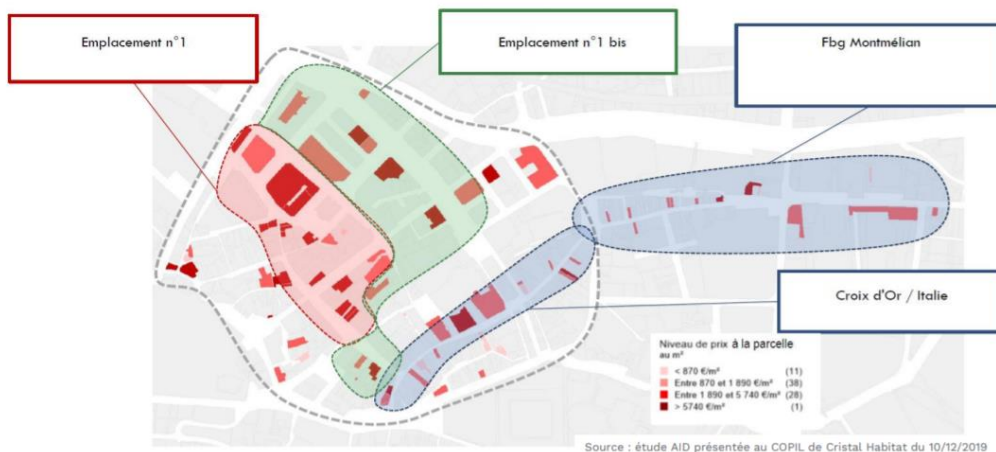 Emplacement n°1
Emplacement n°1 bis
Fbg Montmélian
Croix d'Or / Italie
Niveau de prix à la parcelle
au m²
< 870 €/m² (11)
Entre 870 et 1 890 €/m² (38)
Entre 1 890 et 5 740 €/m² (28)
> 5740 €/m² (1)
Source : étude AID présentée au COPIL de Cristal Habitat du 10/12/2019